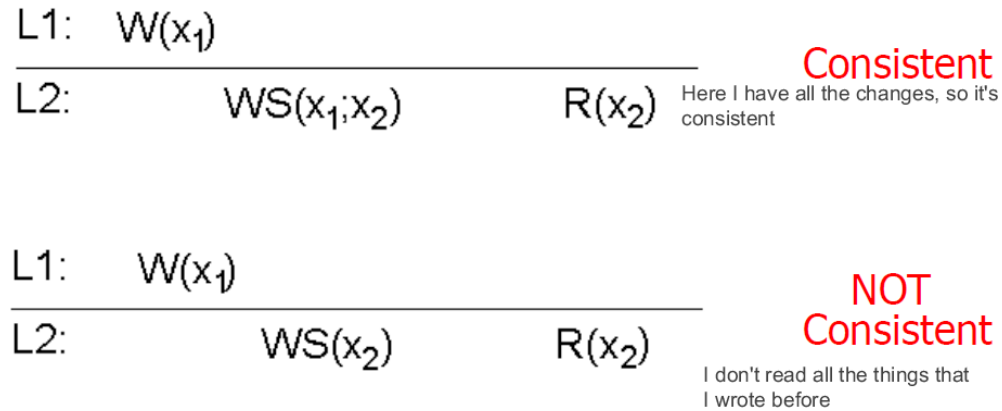 L1: W(x₁)
Consistent
L2: WS(x₁;x₂) R(x₂)
Here I have all the changes, so it's
consistent
L1: W(x₁)
NOT
Consistent
L2: WS(x₂) R(x₂)
I don't read all the things that
I wrote before